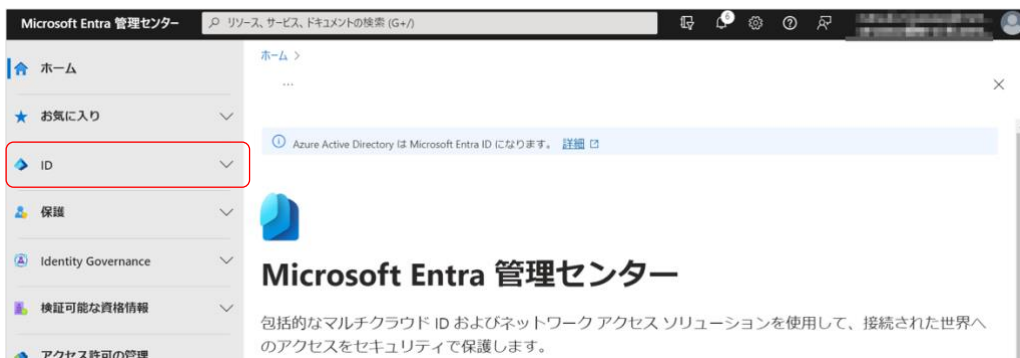 Microsoft Entra 管理センター
リソース、サービス、ドキュメントの検索 (G+/)
6
ホーム
お気に入り
ID
保護
Identity Governance
検証可能な資格情報
アクセス許可の管理
ホーム >
...
Azure Active Directory は Microsoft Entra ID になります。 詳細
Microsoft Entra 管理センター
包括的なマルチクラウド ID およびネットワーク アクセス ソリューションを使用して、接続された世界へ
のアクセスをセキュリティで保護します。